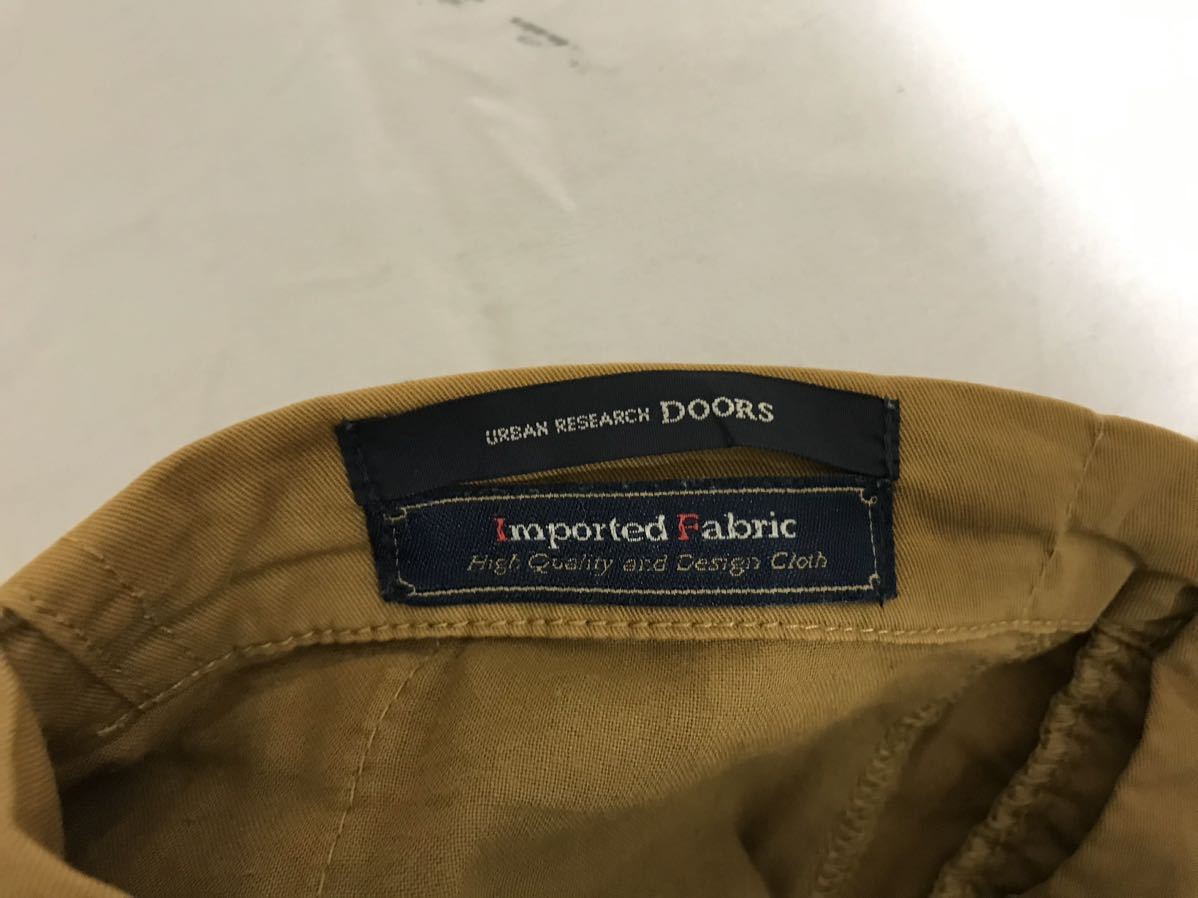 URBAN RESEARCH DOORS
Imported Fabric
High Quality and Design Cloth